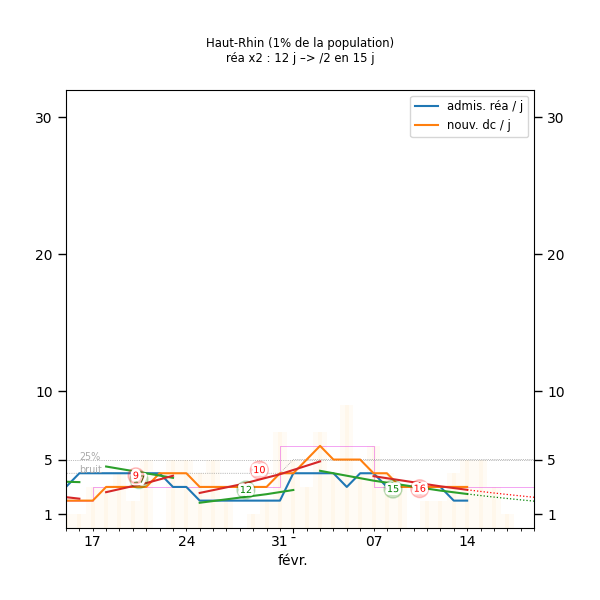 Haut-Rhin (1% de la population)
réa x2 : 12 j –> /2 en 15 j
admis. réa / j
nouv. dc / j
30 30
20 20
10 10
5 5
1 1
25%
bruit
9
10
12
15
16
17 24 31 07 14
févr.